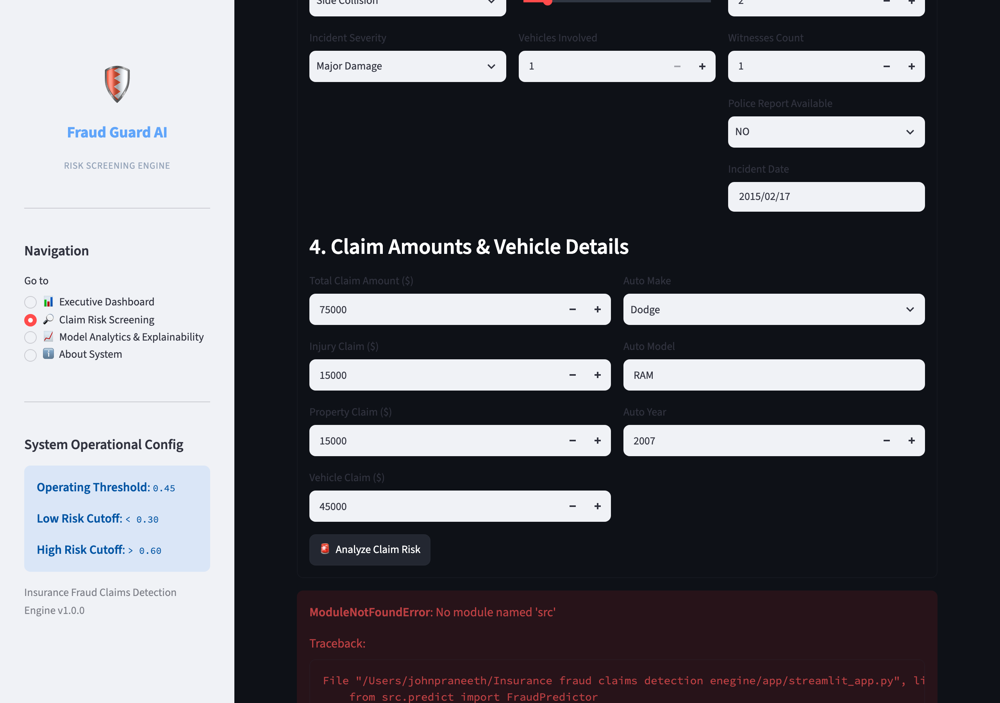 Fraud Guard AI
RISK SCREENING ENGINE
Navigation
Go to
Executive Dashboard
Claim Risk Screening
Model Analytics & Explainability
About System
System Operational Config
Operating Threshold: 0.45
Low Risk Cutoff: < 0.30
High Risk Cutoff: > 0.60
Insurance Fraud Claims Detection
Engine v1.0.0
Side Collision
2
Incident Severity
Vehicles Involved
Witnesses Count
Major Damage
1
1
Police Report Available
NO
Incident Date
2015/02/17
4. Claim Amounts & Vehicle Details
Total Claim Amount ($)
Auto Make
75000
Dodge
Injury Claim ($)
Auto Model
15000
RAM
Property Claim ($)
Auto Year
15000
2007
Vehicle Claim ($)
45000
Analyze Claim Risk
ModuleNotFoundError: No module named 'src'
Traceback:
File "/Users/johnpraneeth/Insurance fraud claims detection enegine/app/streamlit_app.py", li
from src.predict import FraudPredictor